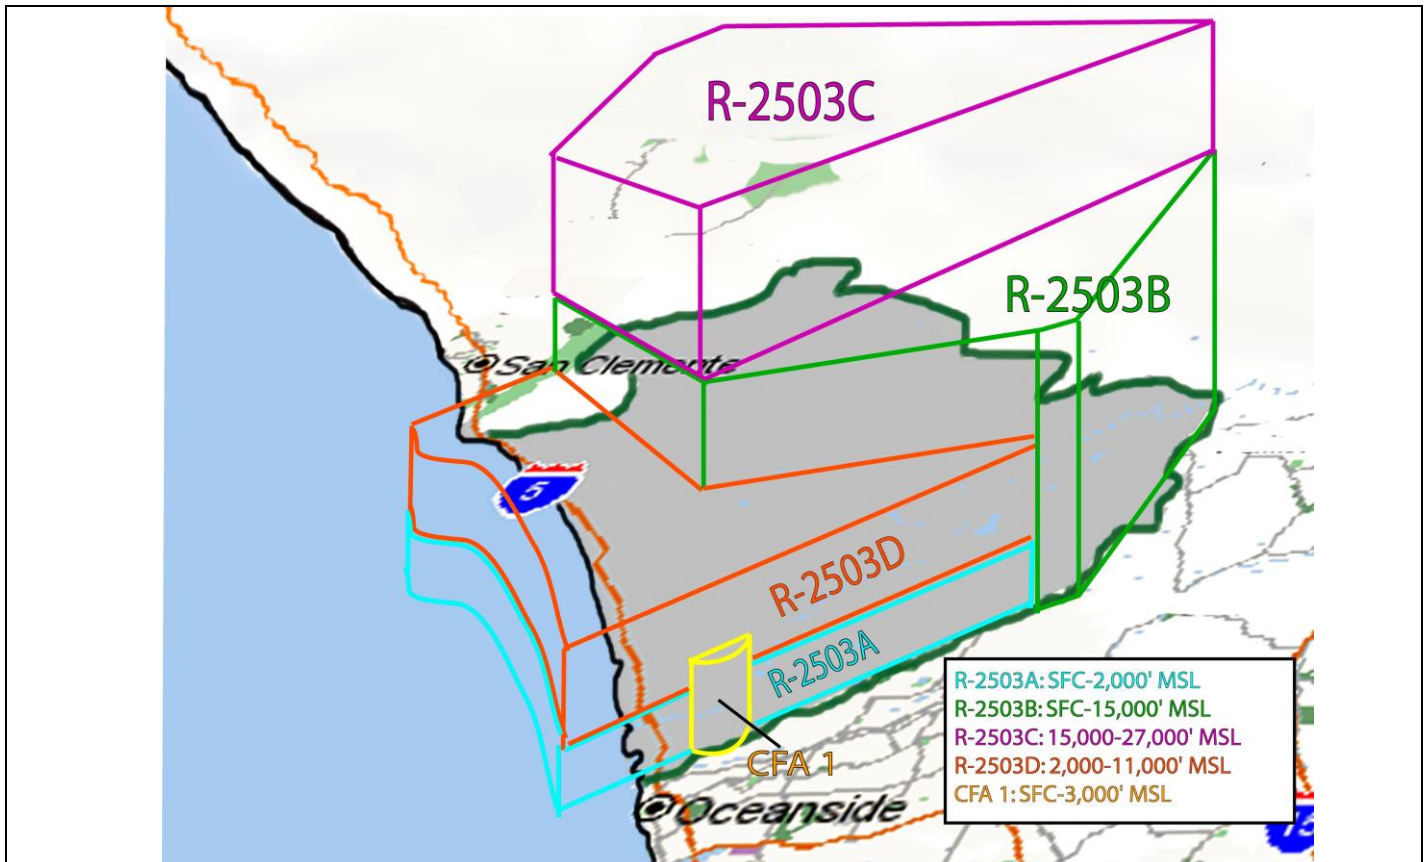 R-2503C
R-2503B
San Clemente
5
R-2503D
R-2503A
CFA 1
Oceanside
R-2503A: SFC-2,000' MSL
R-2503B: SFC-15,000' MSL
R-2503C: 15,000-27,000' MSL
R-2503D: 2,000-11,000' MSL
CFA 1: SFC-3,000' MSL
15